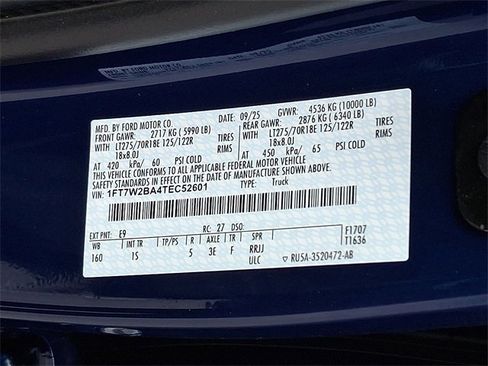 MFD. BY FORD MOTOR CO.
09/25 GVWR: 4536 KG (10000 LB)
FRONT GAWR: 2717 KG (5990 LB) REAR GAWR: 2876 KG (6340 LB)
WITH LT275/70R18E 125/122R TIRES WITH LT275/70R18E 125/122R TIRES
18x8.0J RIMS 18x8.0J RIMS
AT 420 kPa/ 60 PSI COLD AT 450 kPa/ 65 PSI COLD
THIS VEHICLE CONFORMS TO ALL APPLICABLE FEDERAL MOTOR VEHICLE
SAFETY STANDARDS IN EFFECT ON THE DATE OF MANUFACTURE SHOWN ABOVE.
VIN: 1FT7W2BA4TEC52601 TYPE: Truck
EXT PNT: E9 RC: 27 DSO: F1707
WB INT TR TP/PS R AXLE TR SPR T1636
160 1S 5 3E F RRJJ
ULC RU5A-3520472-AB